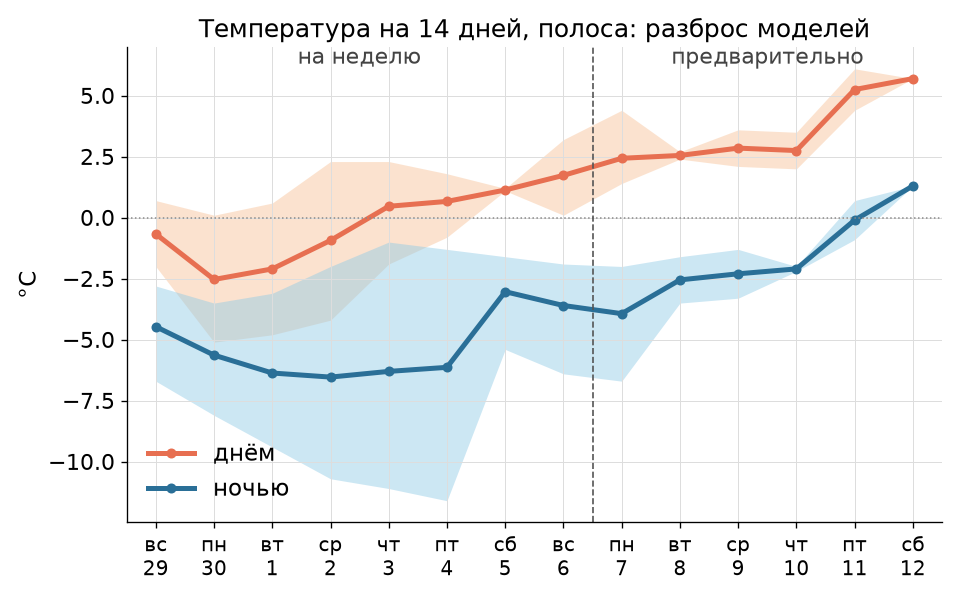 Температура на 14 дней, полоса: разброс моделей
на неделю
предварительно
°C
5.0
2.5
0.0
−2.5
−5.0
−7.5
−10.0
днём
ночью
вс пн вт ср чт пт сб вс пн вт ср чт пт сб
29 30 1 2 3 4 5 6 7 8 9 10 11 12